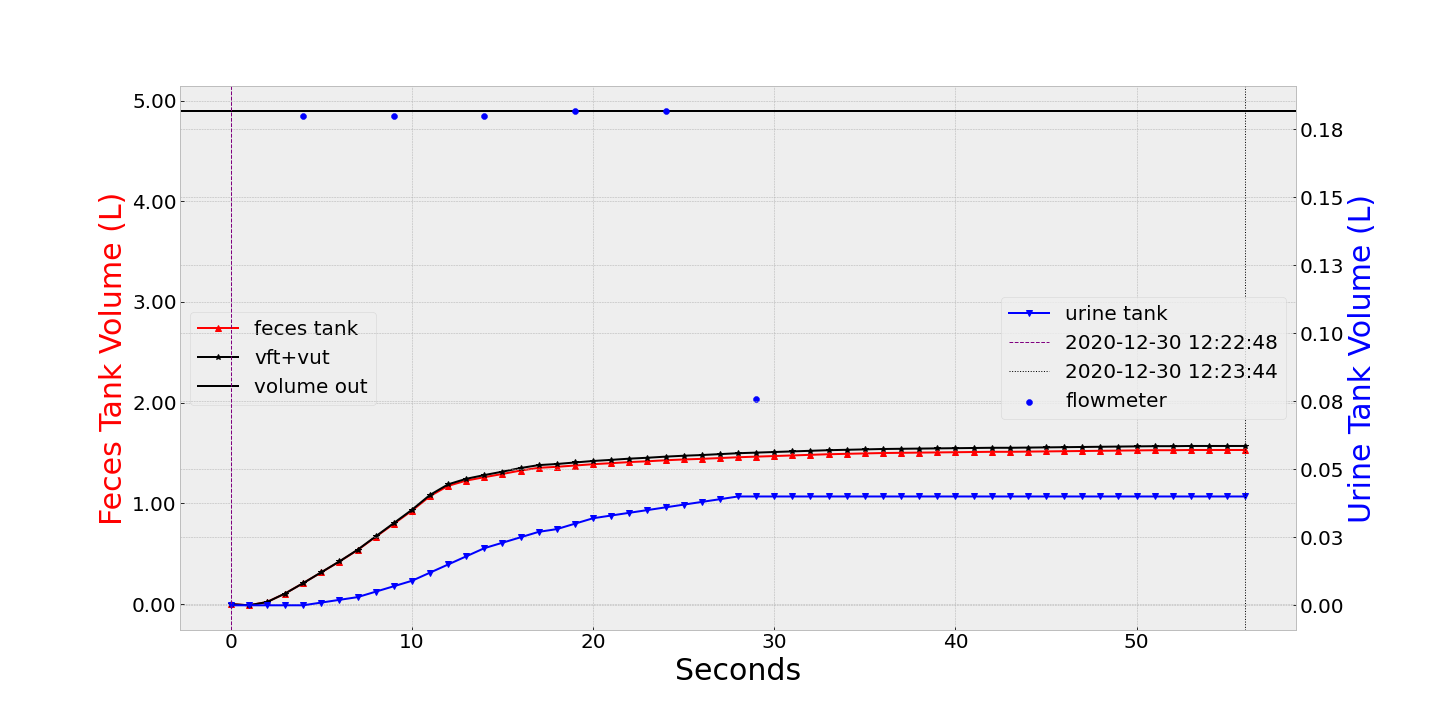 5.00
4.00
3.00
2.00
1.00
0.00
Feces Tank Volume (L)
feces tank
vft+vut
volume out
urine tank
2020-12-30 12:22:48
2020-12-30 12:23:44
flowmeter
0.18
0.15
0.13
0.10
0.08
0.05
0.03
0.00
Urine Tank Volume (L)
0
10
20
30
40
50
Seconds